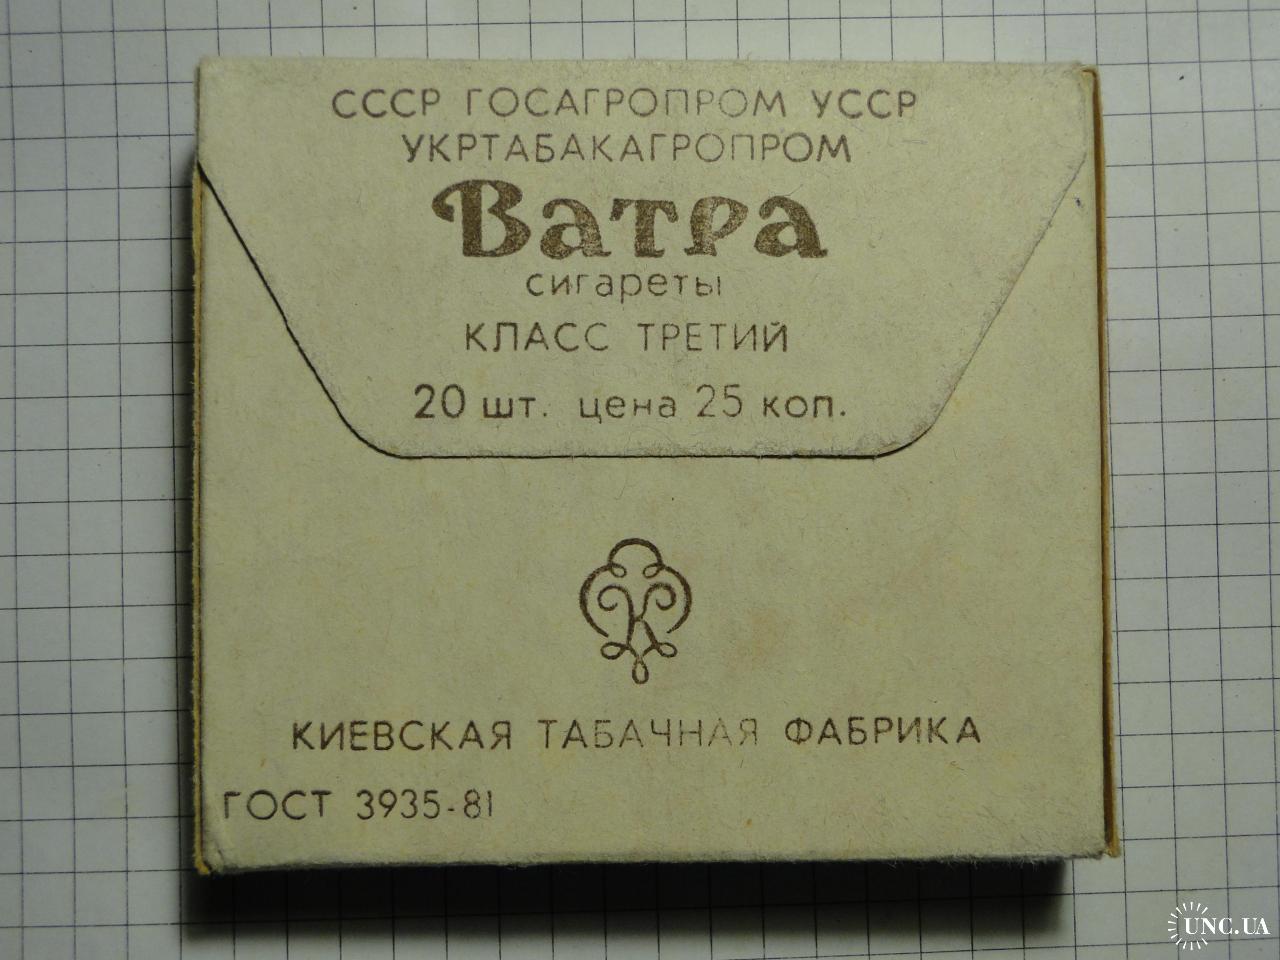 СССР ГОСАГРОПРОМ УССР
УКРТАБАКАГРОПРОМ
Ватра
сигареты
КЛАСС ТРЕТИЙ
20 шт. цена 25 коп.
КИЕВСКАЯ ТАБАЧНАЯ ФАБРИКА
ГОСТ 3935-81
UNC.UA